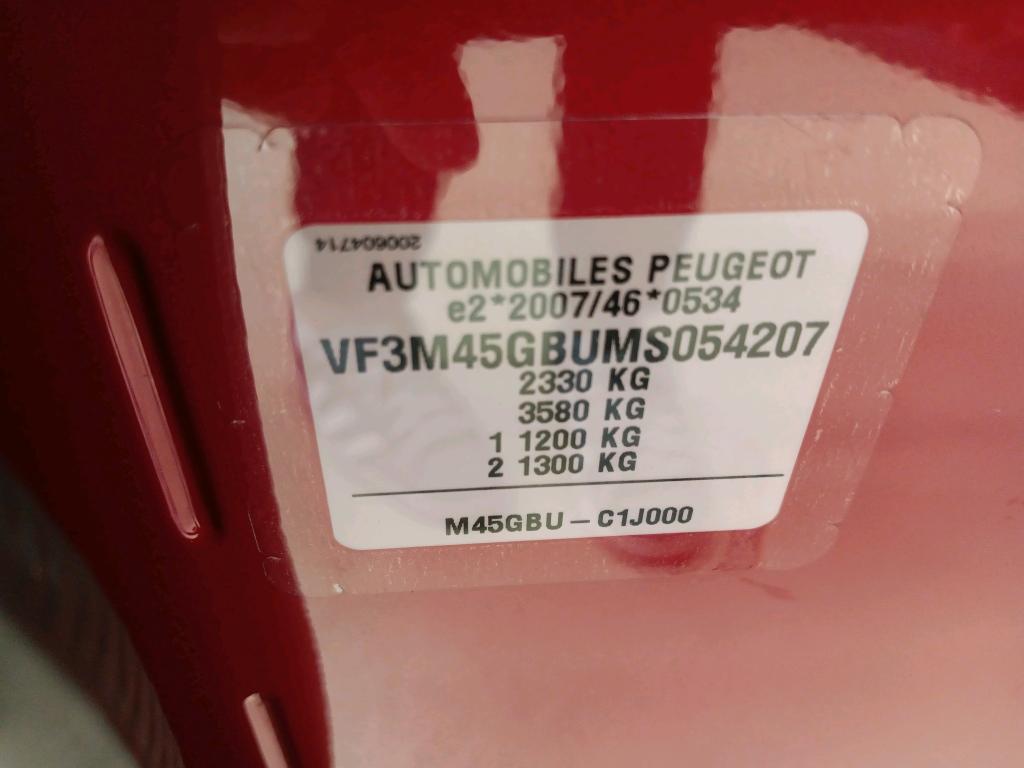 200604714
AUTOMOBILES PEUGEOT
e2*2007/46*0534
VF3M45GBUMS054207
2330 KG
3580 KG
1 1200 KG
2 1300 KG
M45GBU – C1J000